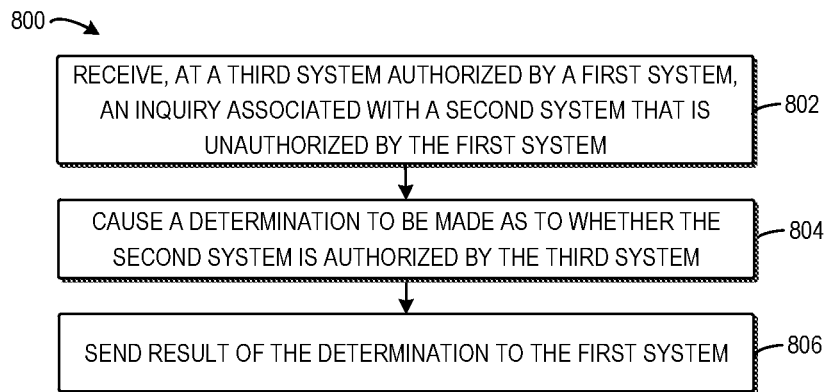 800
RECEIVE, AT A THIRD SYSTEM AUTHORIZED BY A FIRST SYSTEM,
AN INQUIRY ASSOCIATED WITH A SECOND SYSTEM THAT IS
UNAUTHORIZED BY THE FIRST SYSTEM
802
CAUSE A DETERMINATION TO BE MADE AS TO WHETHER THE
SECOND SYSTEM IS AUTHORIZED BY THE THIRD SYSTEM
804
SEND RESULT OF THE DETERMINATION TO THE FIRST SYSTEM
806